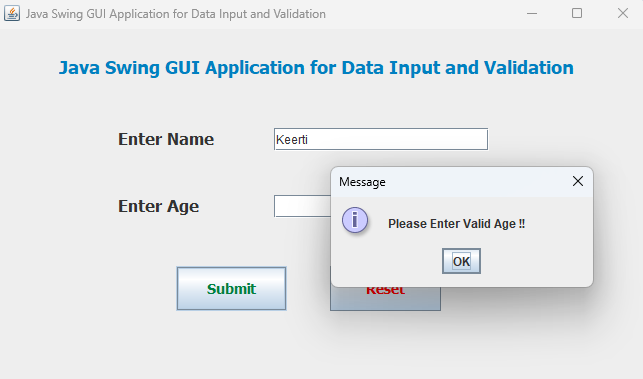 Java Swing GUI Application for Data Input and Validation
Java Swing GUI Application for Data Input and Validation
Enter Name
Keerti
Message
Enter Age
Please Enter Valid Age !!
OK
Submit
Reset